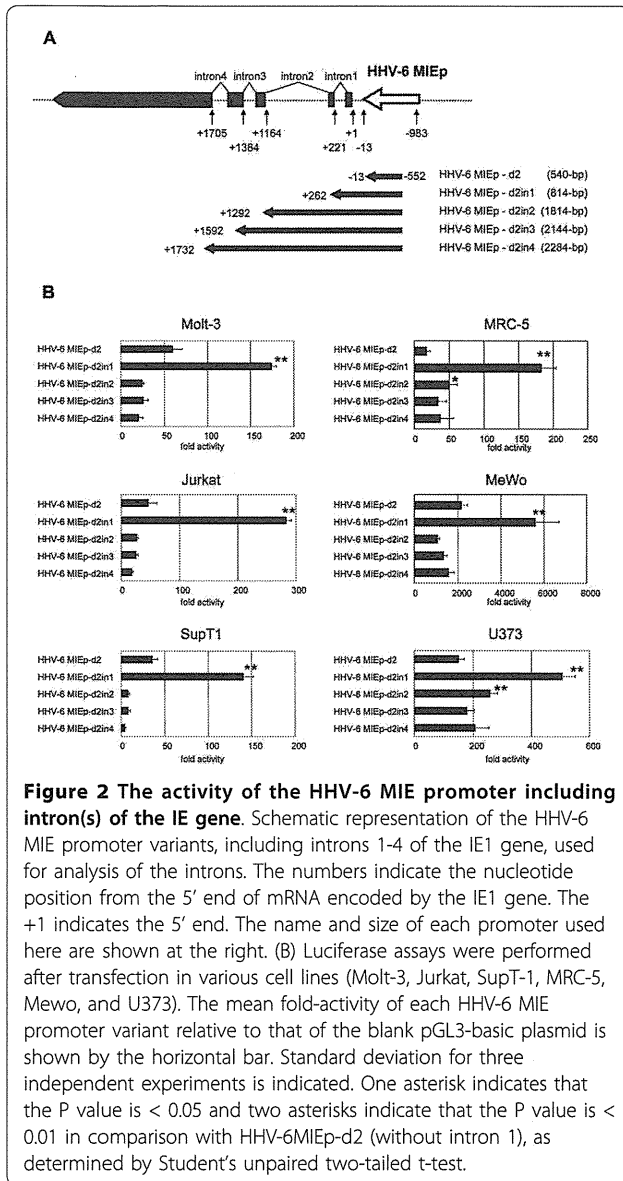 A
intron4 intron3 intron2 intron1 HHV-6 MIEp
+1705 +1164 +1 -983
+1384 +221 -13
-13 -552 HHV-6 MIEp - d2 (540-bp)
+262 HHV-6 MIEp - d2in1 (814-bp)
+1292 HHV-6 MIEp - d2in2 (1814-bp)
+1592 HHV-6 MIEp - d2in3 (2144-bp)
+1732 HHV-6 MIEp - d2in4 (2284-bp)
B
Molt-3
HHV-6 MIEp-d2
HHV-6 MIEp-d2in1 **
HHV-6 MIEp-d2in2
HHV-6 MIEp-d2in3
HHV-6 MIEp-d2in4
0 50 100 150 200
fold activity
MRC-5
HHV-6 MIEp-d2
HHV-6 MIEp-d2in1 **
HHV-6 MIEp-d2in2 *
HHV-6 MIEp-d2in3
HHV-6 MIEp-d2in4
0 50 100 150 200 250
fold activity
Jurkat
HHV-6 MIEp-d2
HHV-6 MIEp-d2in1 **
HHV-6 MIEp-d2in2
HHV-6 MIEp-d2in3
HHV-6 MIEp-d2in4
0 100 200 300
fold activity
MeWo
HHV-6 MIEp-d2
HHV-6 MIEp-d2in1 **
HHV-6 MIEp-d2in2
HHV-6 MIEp-d2in3
HHV-6 MIEp-d2in4
0 2000 4000 6000 8000
fold activity
SupT1
HHV-6 MIEp-d2
HHV-6 MIEp-d2in1 **
HHV-6 MIEp-d2in2
HHV-6 MIEp-d2in3
HHV-6 MIEp-d2in4
0 50 100 150 200
fold activity
U373
HHV-6 MIEp-d2
HHV-6 MIEp-d2in1 **
HHV-6 MIEp-d2in2 **
HHV-6 MIEp-d2in3
HHV-6 MIEp-d2in4
0 200 400 600
fold activity
Figure 2 The activity of the HHV-6 MIE promoter including
intron(s) of the IE gene. Schematic representation of the HHV-6
MIE promoter variants, including introns 1-4 of the IE1 gene, used
for analysis of the introns. The numbers indicate the nucleotide
position from the 5' end of mRNA encoded by the IE1 gene. The
+1 indicates the 5' end. The name and size of each promoter used
here are shown at the right. (B) Luciferase assays were performed
after transfection in various cell lines (Molt-3, Jurkat, SupT-1, MRC-5,
Mewo, and U373). The mean fold-activity of each HHV-6 MIE
promoter variant relative to that of the blank pGL3-basic plasmid is
shown by the horizontal bar. Standard deviation for three
independent experiments is indicated. One asterisk indicates that
the P value is < 0.05 and two asterisks indicate that the P value is <
0.01 in comparison with HHV-6MIEp-d2 (without intron 1), as
determined by Student's unpaired two-tailed t-test.